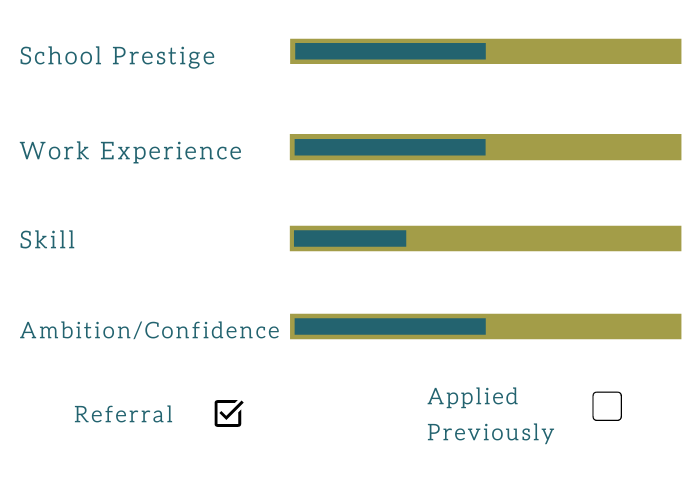 School Prestige
Work Experience
Skill
Ambition/Confidence
Referral
Applied
Previously